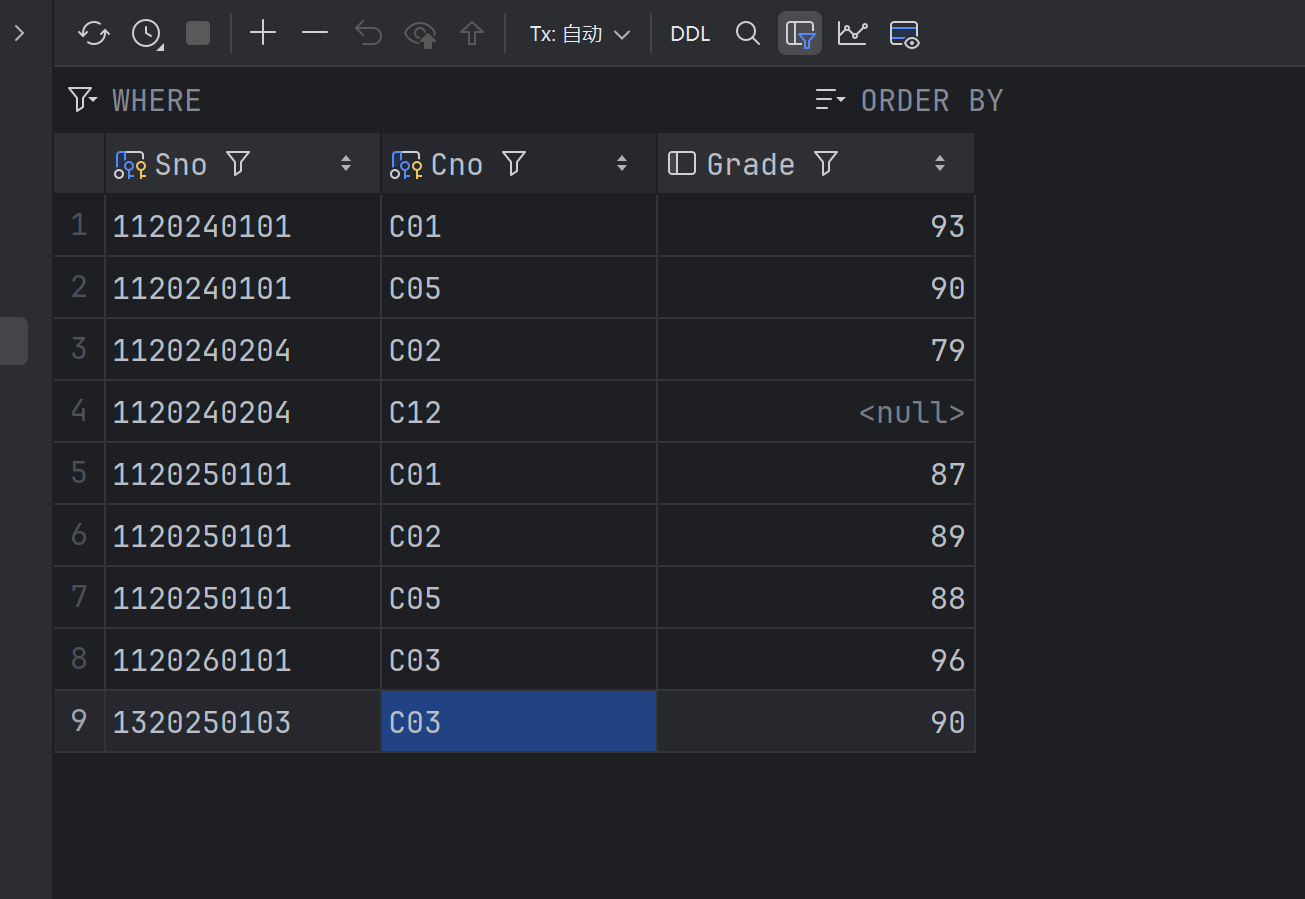 Tx: 自动 DDL
WHERE ORDER BY
Sno Cno Grade
1 1120240101 C01 93
2 1120240101 C05 90
3 1120240204 C02 79
4 1120240204 C12 <null>
5 1120250101 C01 87
6 1120250101 C02 89
7 1120250101 C05 88
8 1120260101 C03 96
9 1320250103 C03 90